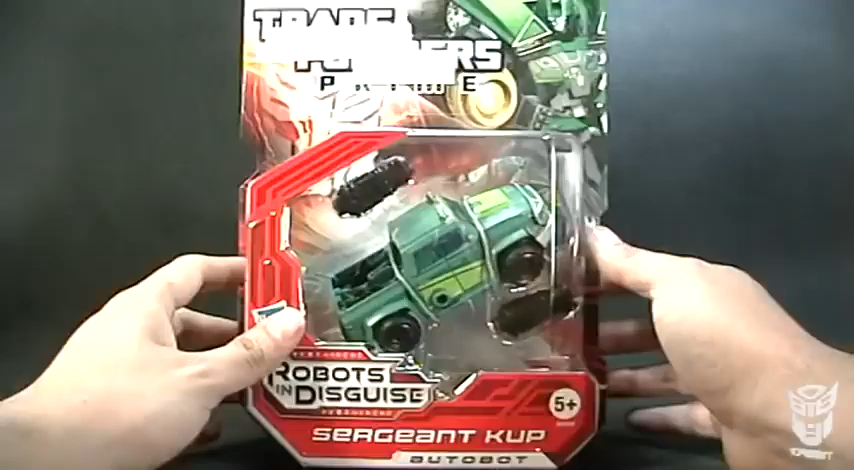 TRANSFORMERS
PRIME
ROBOTS
IN DISGUISE
5+
SERGEANT KUP
AUTOBOT